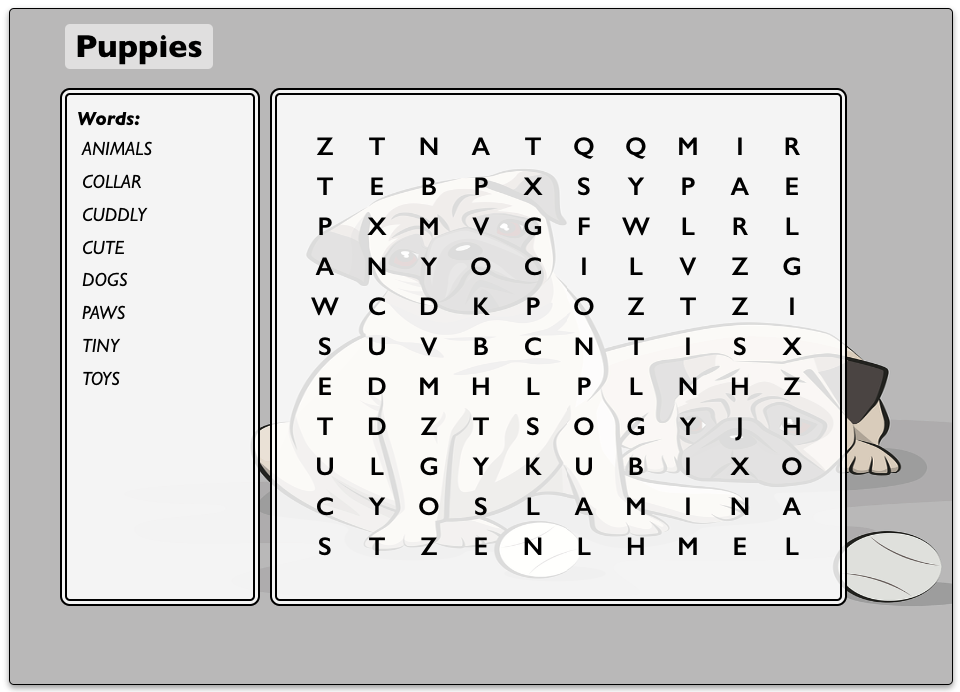 Puppies
Words:
ANIMALS
COLLAR
CUDDLY
CUTE
DOGS
PAWS
TINY
TOYS
Z T N A T Q Q M I R
T E B P X S Y P A E
P X M V G F W L R L
A N Y O C I L V Z G
W C D K P O Z T Z I
S U V B C N T I S X
E D M H L P L N H Z
T D Z T S O G Y J H
U L G Y K U B I X O
C Y O S L A M I N A
S T Z E N L H M E L